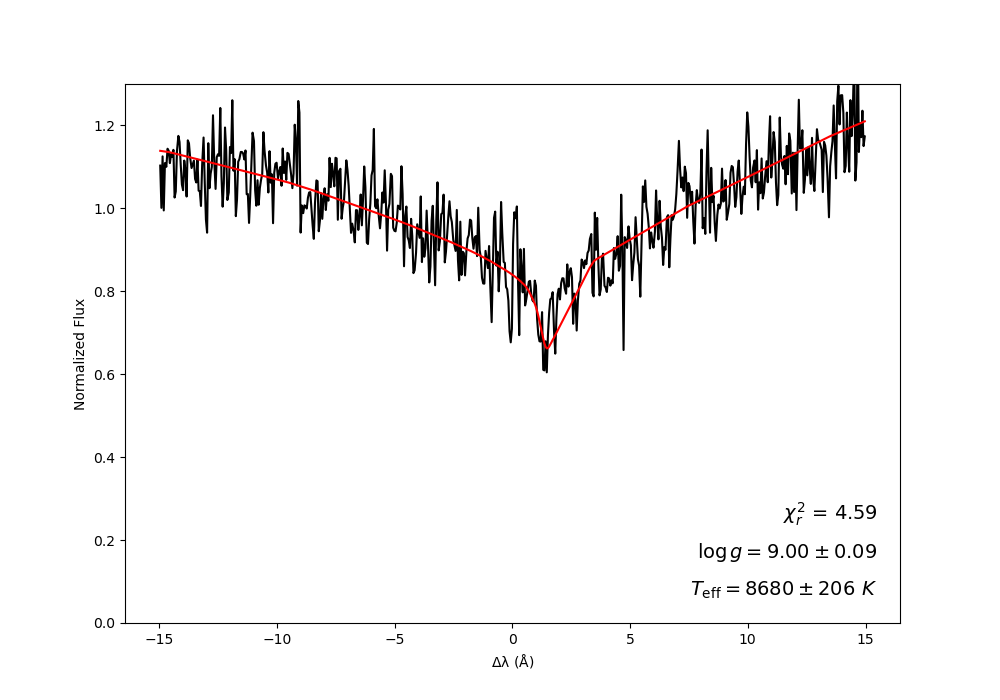 1.2
1.0
0.8
0.6
0.4
0.2
0.0
Normalized Flux
χ²ᵣ = 4.59
log g = 9.00 ± 0.09
T_eff = 8680 ± 206 K
−15 −10 −5 0 5 10 15
Δλ (Å)